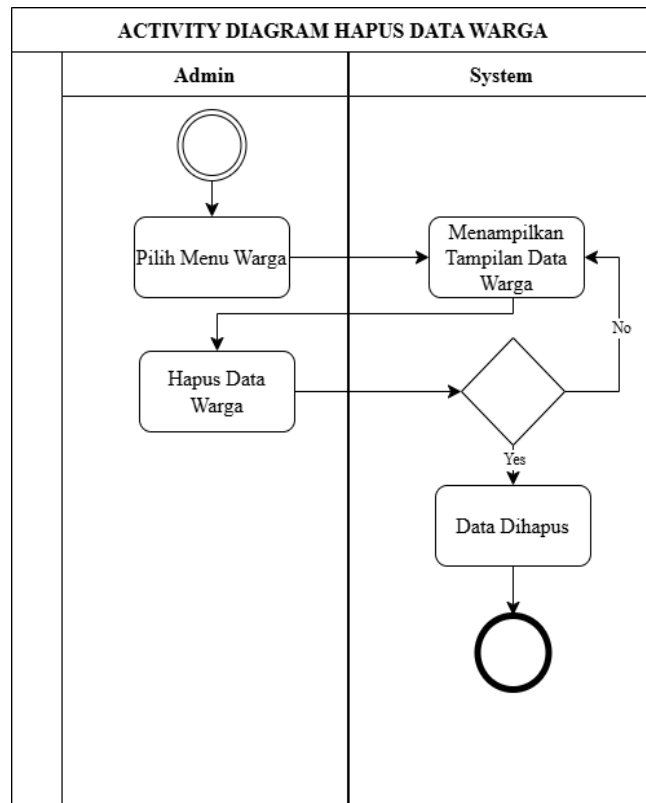 ACTIVITY DIAGRAM HAPUS DATA WARGA
Admin
System
Pilih Menu Warga
Menampilkan
Tampilan Data
Warga
No
Hapus Data
Warga
Yes
Data Dihapus